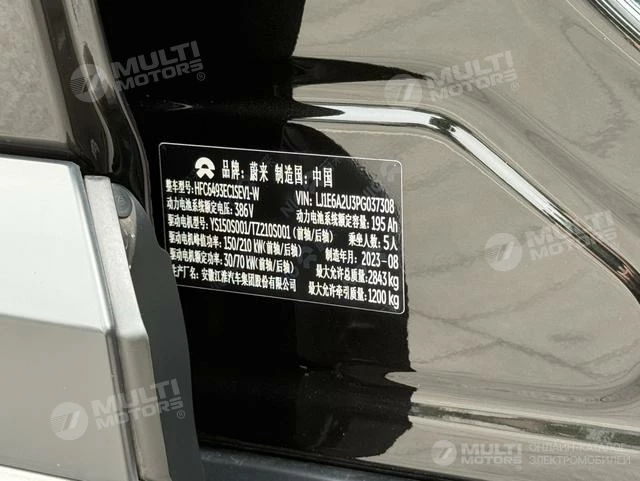 MULTI
MOTORS®
MULTI
MOTORS®
品牌: 蔚来 制造国: 中国
整车型号: HFC6483EC1SEV1-W VIN: LJ1E6A2U3PG037308
动力电池系统额定电压: 386V 动力电池系统额定容量: 195 Ah
驱动电机型号: YS150S001/TZ210S001 (前轴/后轴) 乘坐人数: 5人
驱动电机峰值功率: 150/210 kW (前轴/后轴) 制造年月: 2023-08
驱动电机额定功率: 30/70 kW (前轴/后轴) 最大允许总质量: 2843 kg
生产厂名: 安徽江淮汽车集团股份有限公司 最大允许牵引质量: 1200 kg
MULTI
MOTORS®
MULTI
MOTORS®
MULTI
MOTORS
ОНЛАЙН-БАЗА
ЭЛЕКТРОМОБИЛЕЙ